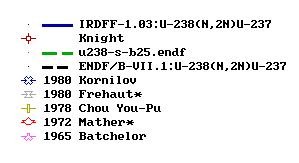 IRDFF-1.03:U-238(N,2N)U-237
Knight
u238-s-b25.endf
ENDF/B-VII.1:U-238(N,2N)U-237
1980 Kornilov
1980 Frehaut*
1978 Chou You-Pu
1972 Mather*
1965 Batchelor